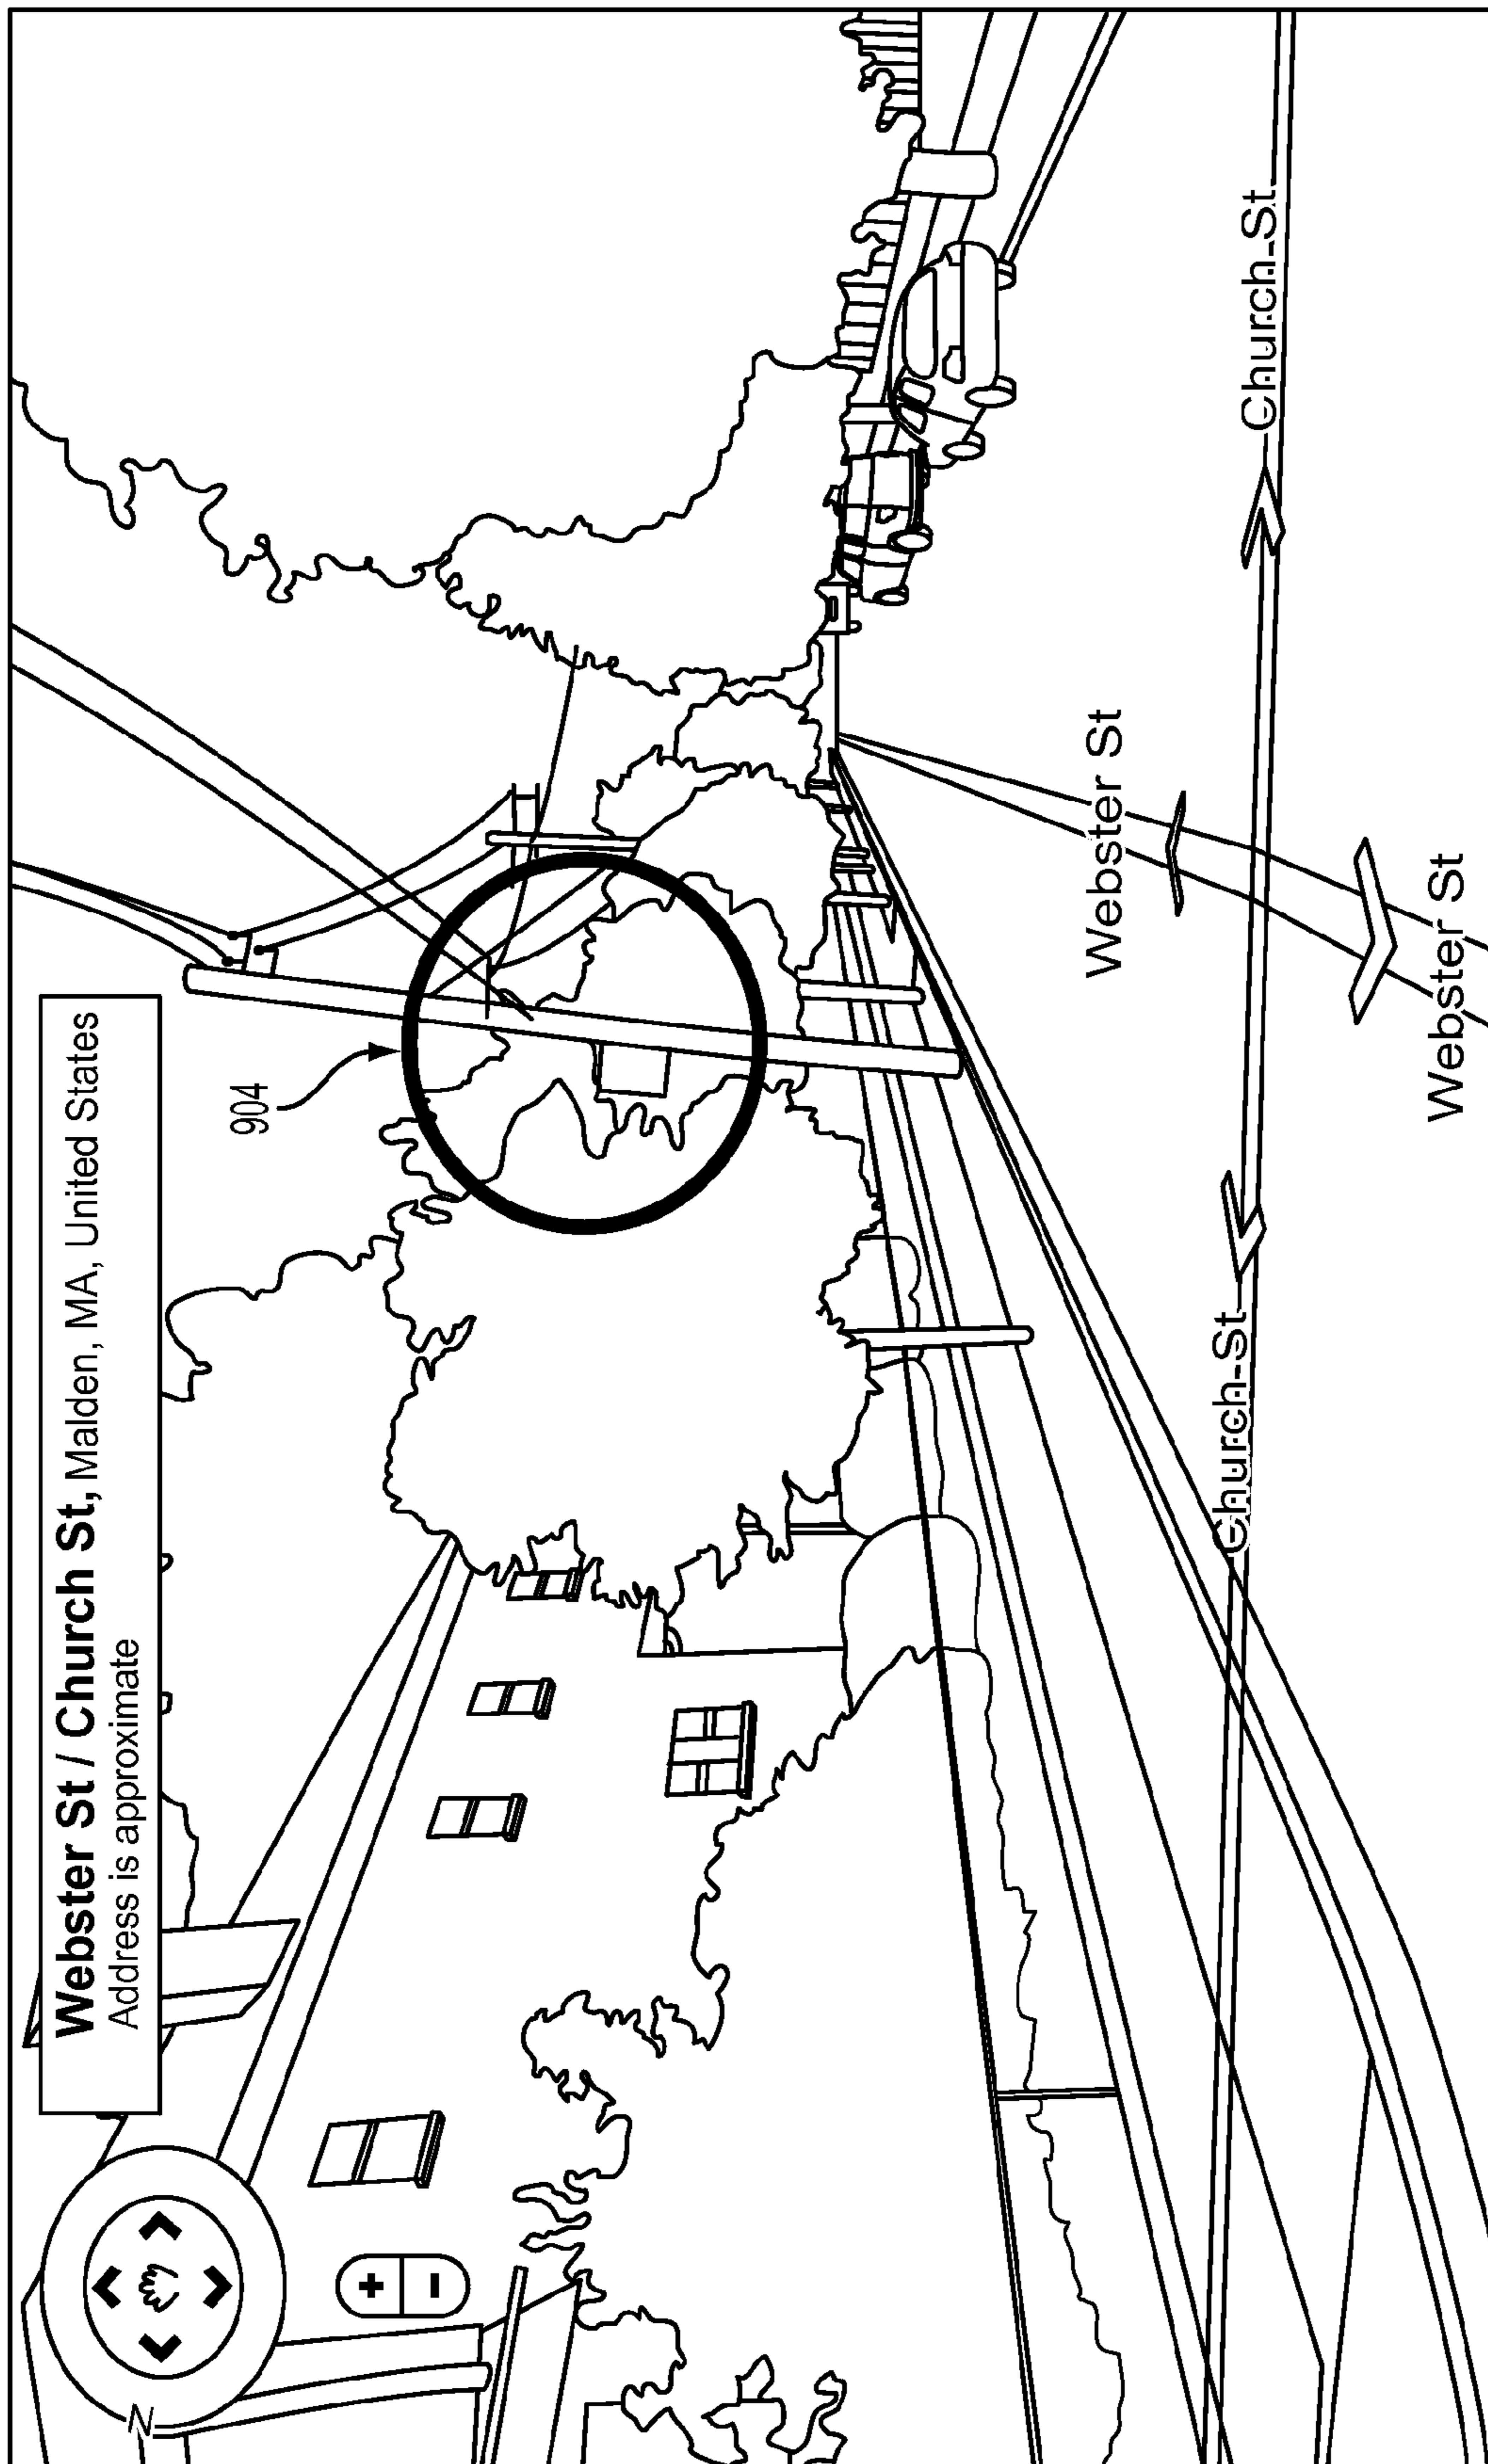 Webster St / Church St, Malden, MA, United States
Address is approximate
N
+
-
904
Church St
Church St
Webster St
Webster St